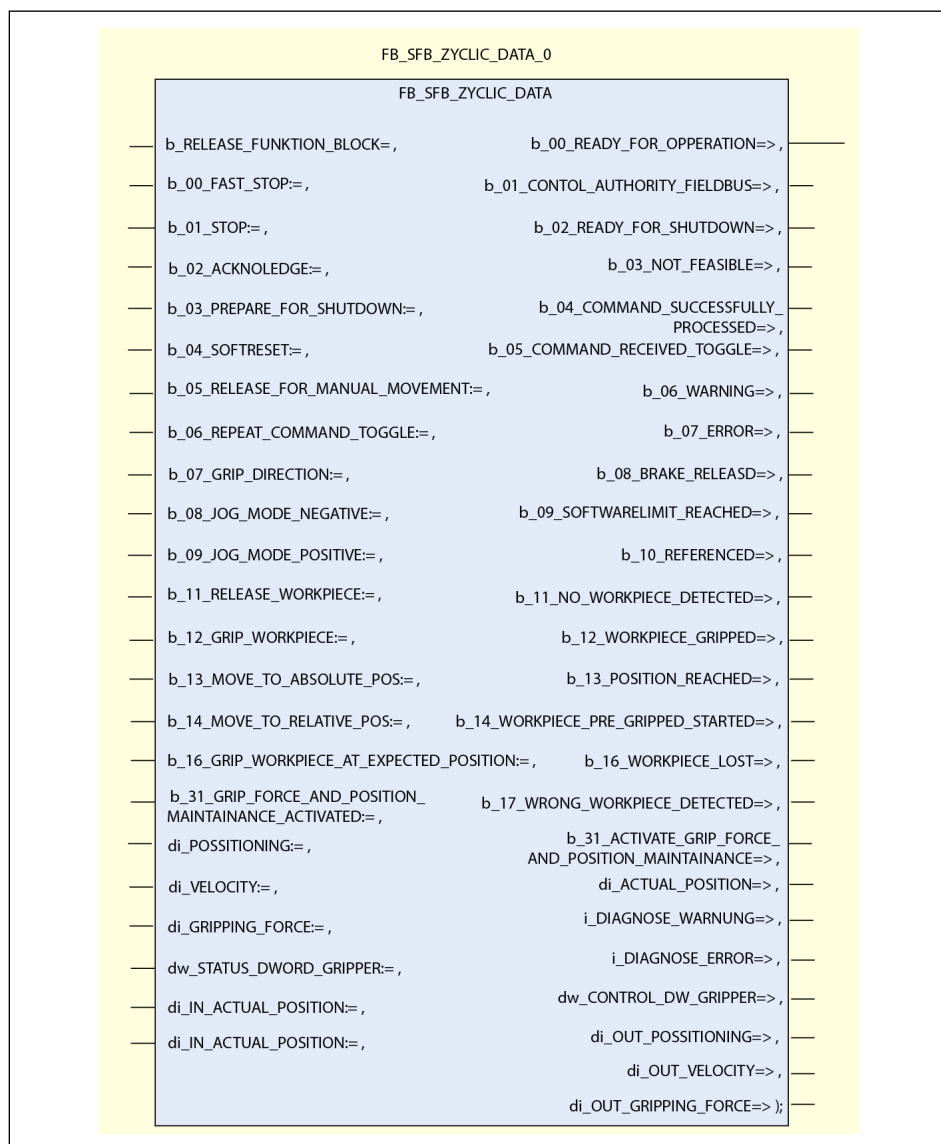 FB_SFB_ZYCLIC_DATA_0
FB_SFB_ZYCLIC_DATA
b_RELEASE_FUNKTION_BLOCK= ,
b_00_FAST_STOP:= ,
b_01_STOP:= ,
b_02_ACKNOLEDGE:= ,
b_03_PREPARE_FOR_SHUTDOWN:= ,
b_04_SOFTRESET:= ,
b_05_RELEASE_FOR_MANUAL_MOVEMENT:= ,
b_06_REPEAT_COMMAND_TOGGLE:= ,
b_07_GRIP_DIRECTION:= ,
b_08_JOG_MODE_NEGATIVE:= ,
b_09_JOG_MODE_POSITIVE:= ,
b_11_RELEASE_WORKPIECE:= ,
b_12_GRIP_WORKPIECE:= ,
b_13_MOVE_TO_ABSOLUTE_POS:= ,
b_14_MOVE_TO_RELATIVE_POS:= ,
b_16_GRIP_WORKPIECE_AT_EXPECTED_POSITION:= ,
b_31_GRIP_FORCE_AND_POSITION_
MAINTAINANCE_ACTIVATED:= ,
di_POSSITIONING:= ,
di_VELOCITY:= ,
di_GRIPPING_FORCE:= ,
dw_STATUS_DWORD_GRIPPER:= ,
di_IN_ACTUAL_POSITION:= ,
di_IN_ACTUAL_POSITION:= ,
b_00_READY_FOR_OPPERATION=> ,
b_01_CONTOL_AUTHORITY_FIELDBUS=> ,
b_02_READY_FOR_SHUTDOWN=> ,
b_03_NOT_FEASIBLE=> ,
b_04_COMMAND_SUCCESSFULLY_
PROCESSED=> ,
b_05_COMMAND_RECEIVED_TOGGLE=> ,
b_06_WARNING=> ,
b_07_ERROR=> ,
b_08_BRAKE_RELEASD=> ,
b_09_SOFTWARELIMIT_REACHED=> ,
b_10_REFERENCED=> ,
b_11_NO_WORKPIECE_DETECTED=> ,
b_12_WORKPIECE_GRIPPED=> ,
b_13_POSITION_REACHED=> ,
b_14_WORKPIECE_PRE_GRIPPED_STARTED=> ,
b_16_WORKPIECE_LOST=> ,
b_17_WRONG_WORKPIECE_DETECTED=> ,
b_31_ACTIVATE_GRIP_FORCE_
AND_POSITION_MAINTAINANCE=> ,
di_ACTUAL_POSITION=> ,
i_DIAGNOSE_WARNUNG=> ,
i_DIAGNOSE_ERROR=> ,
dw_CONTROL_DW_GRIPPER=> ,
di_OUT_POSSITIONING=> ,
di_OUT_VELOCITY=> ,
di_OUT_GRIPPING_FORCE=> );